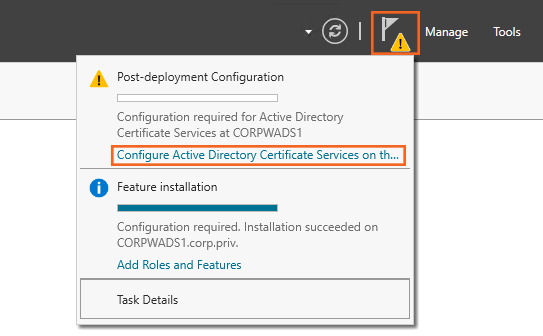 Manage Tools
Post-deployment Configuration
Configuration required for Active Directory
Certificate Services at CORPWADS1
Configure Active Directory Certificate Services on th...
Feature installation
Configuration required. Installation succeeded on
CORPWADS1.corp.priv.
Add Roles and Features
Task Details